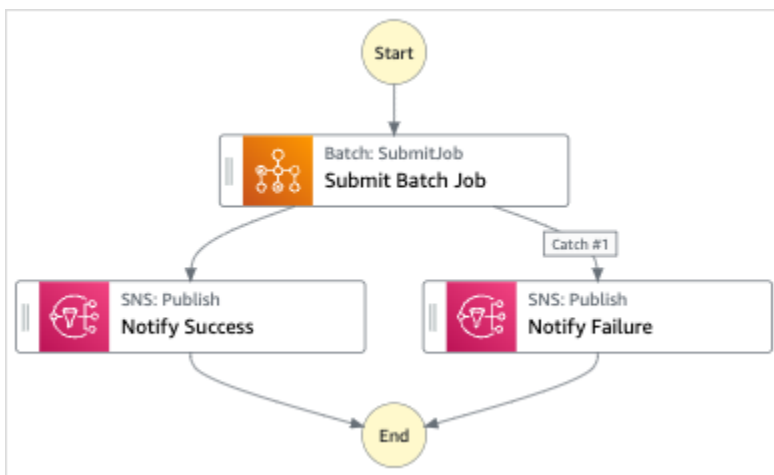 Start
Batch: SubmitJob
Submit Batch Job
Catch #1
SNS: Publish
Notify Success
SNS: Publish
Notify Failure
End